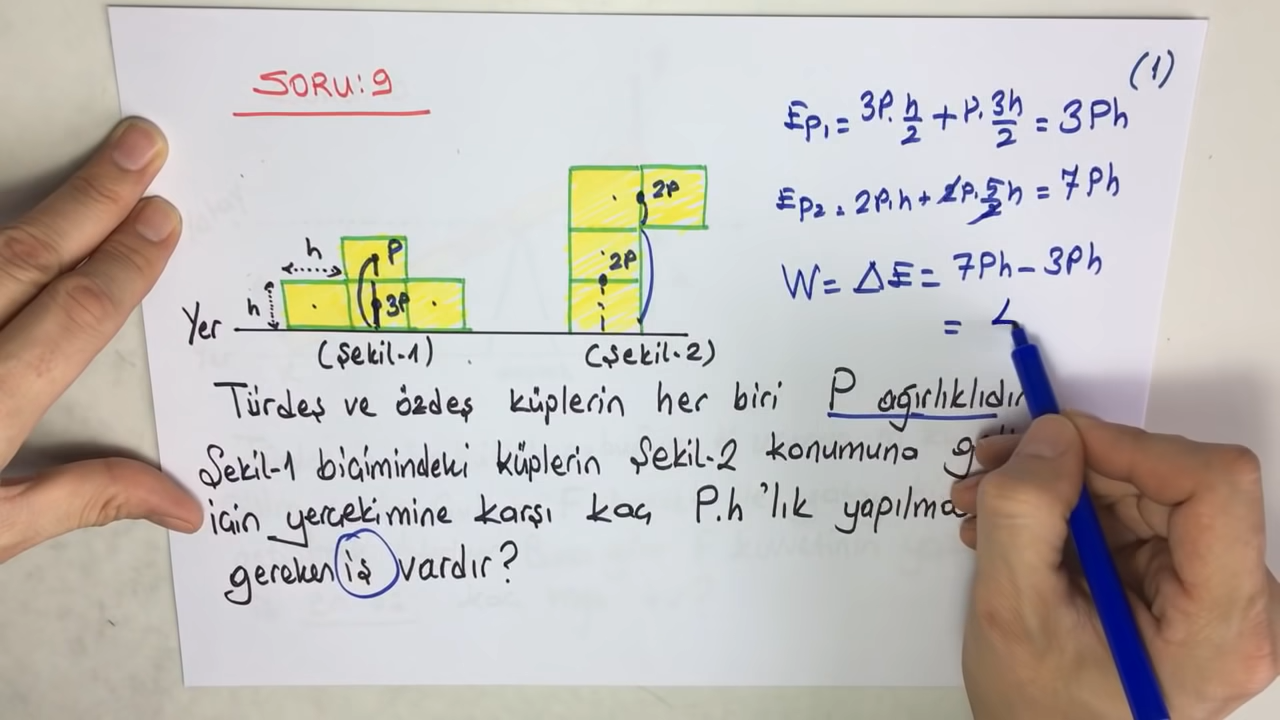 (1)
SORU:9
Ep₁ = 3P.h/2 + P.3h/2 = 3Ph
Ep₂ = 2P.h + 2P.5/2h = 7Ph
W = ΔE = 7Ph - 3Ph
=
h
h
P
3P
2P
2P
Yer
(Şekil-1)
(Şekil-2)
Türdeş ve özdeş küplerin her biri P ağırlıklıdır
Şekil-1 biçimindeki küplerin Şekil-2 konumuna
için yerçekimine karşı kaç P.h'lik yapılma
gereken iş vardır?